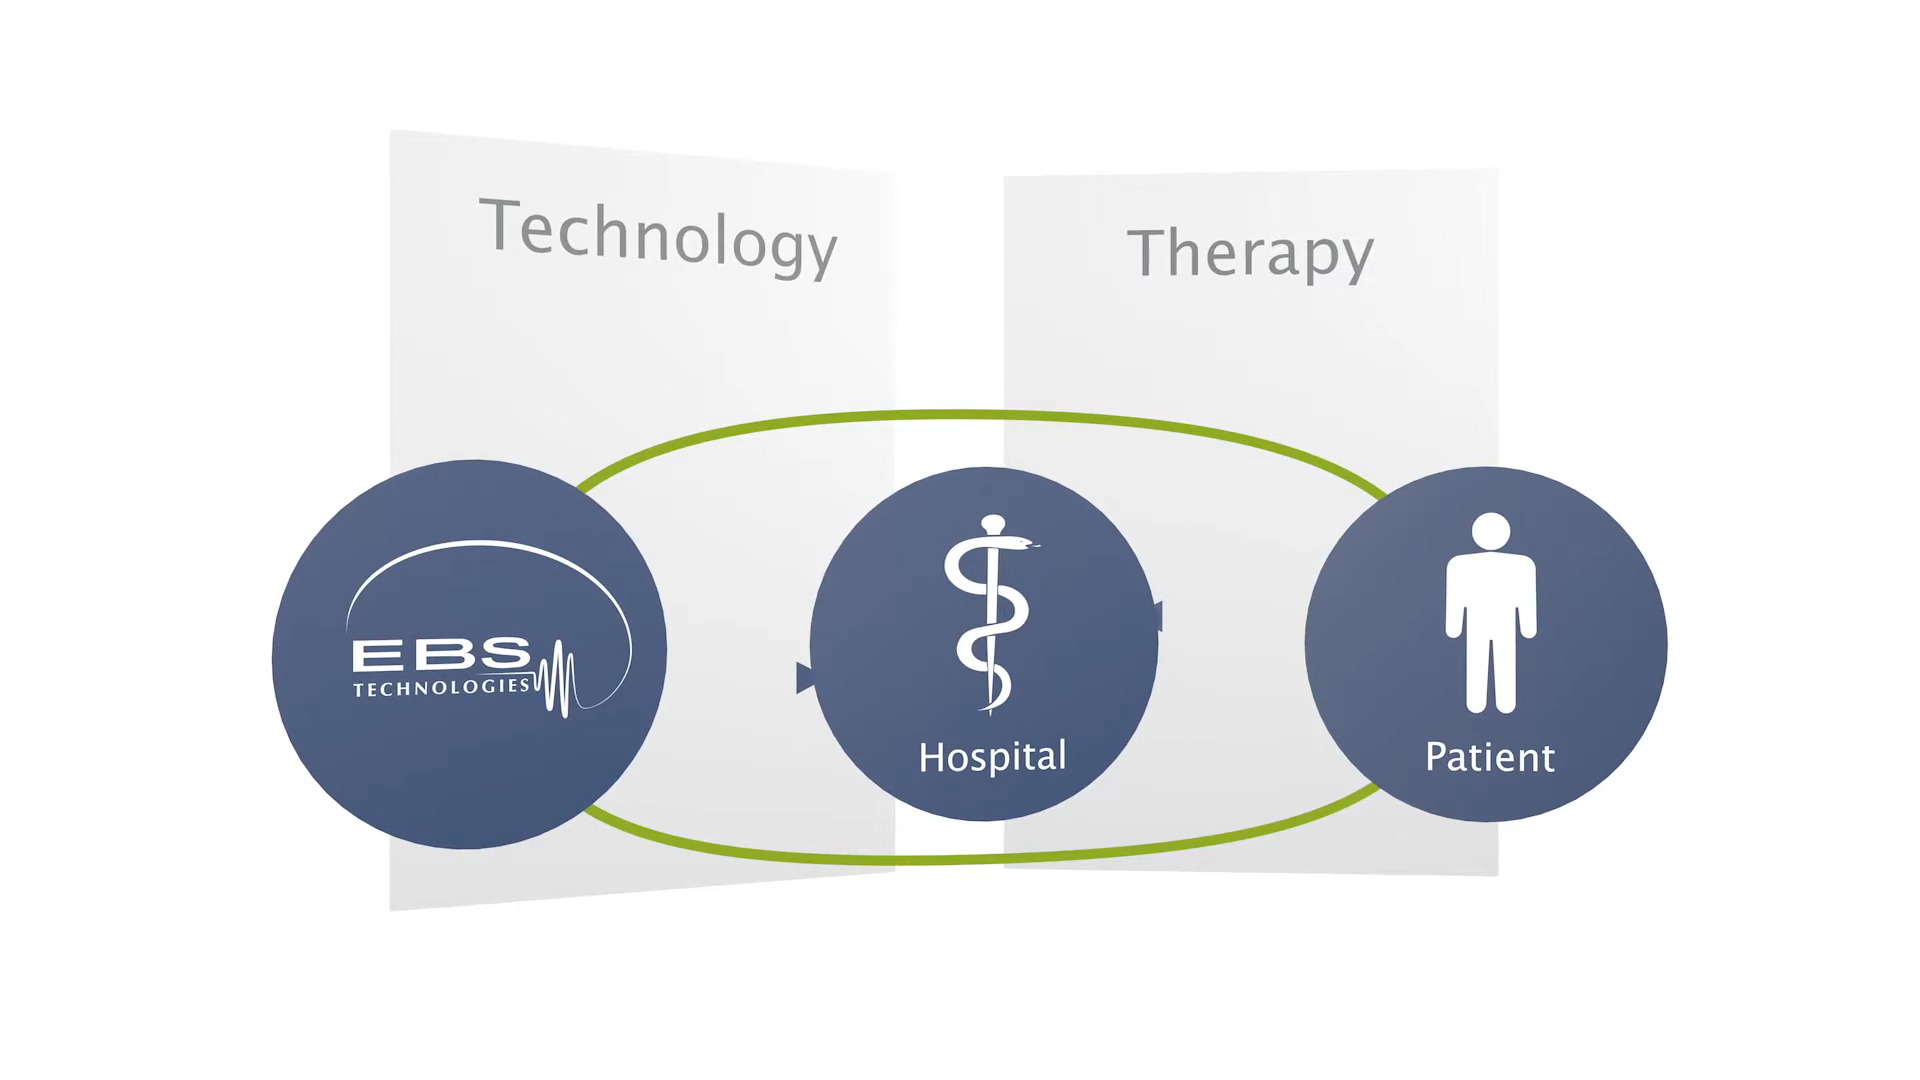 Technology
Therapy
EBS
TECHNOLOGIES
Hospital
Patient